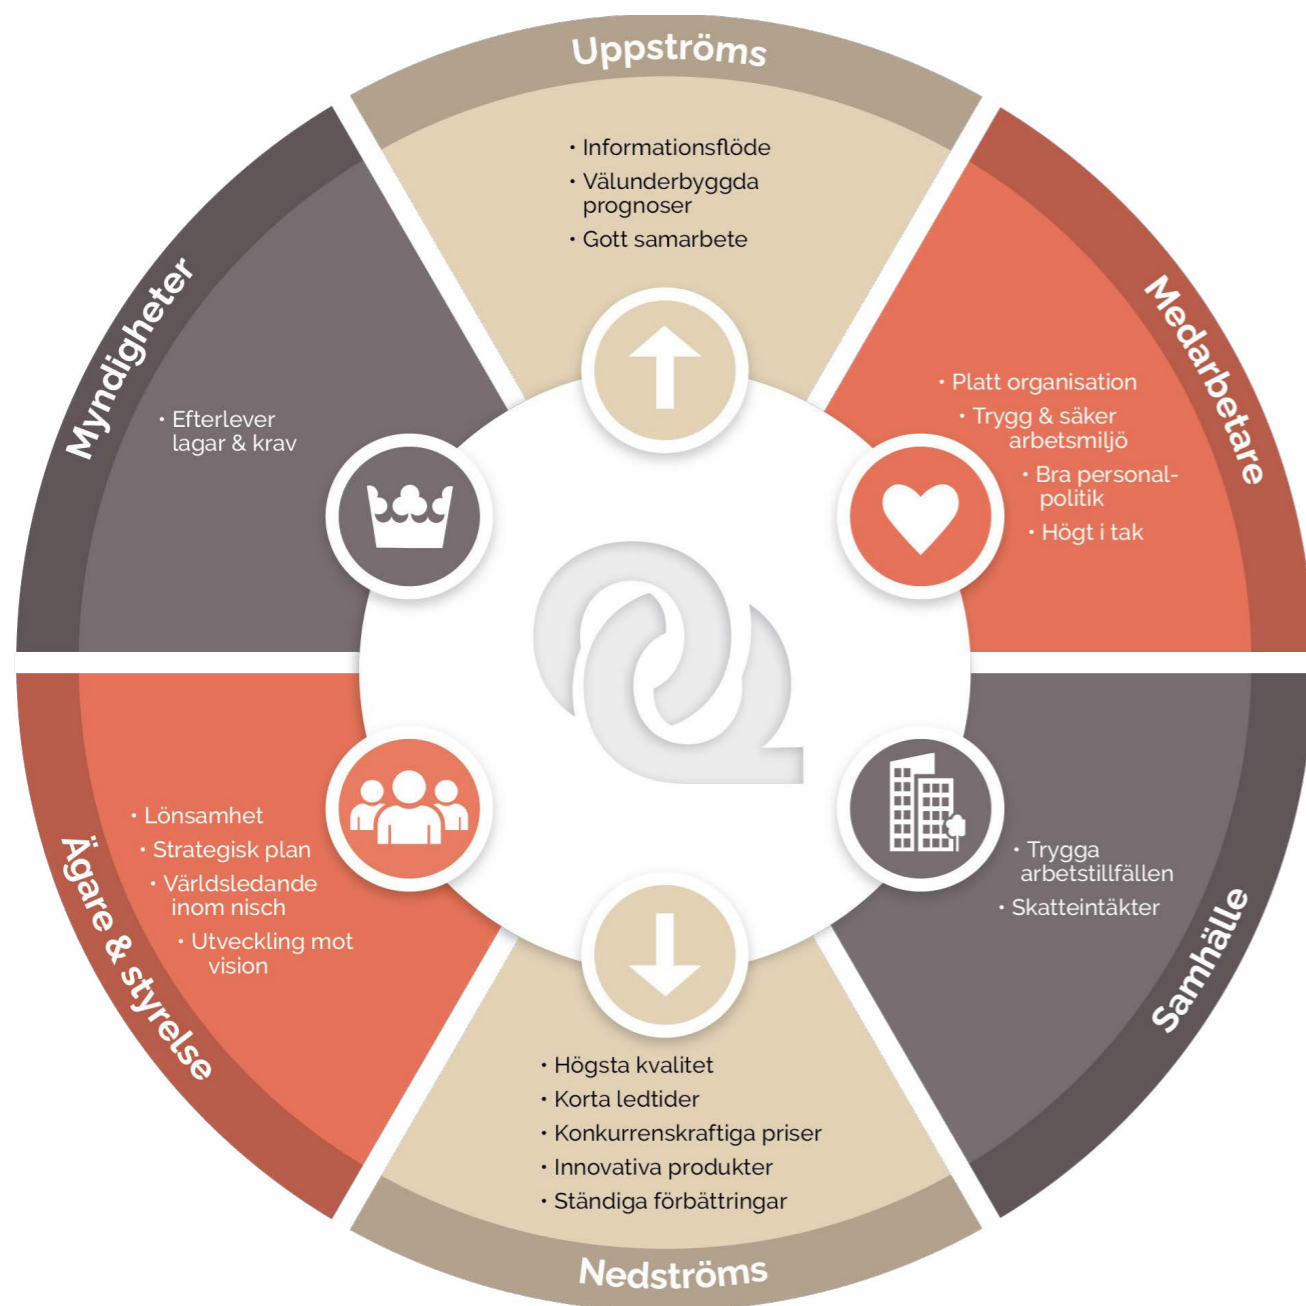 Uppströms
• Informationsflöde
• Välunderbyggda
prognoser
• Gott samarbete
Medarbetare
• Platt organisation
• Trygg & säker
arbetsmiljö
• Bra personal-
politik
• Högt i tak
Samhälle
• Trygga
arbetstillfällen
• Skatteintäkter
Nedströms
• Högsta kvalitet
• Korta ledtider
• Konkurrenskraftiga priser
• Innovativa produkter
• Ständiga förbättringar
Ägare & styrelse
• Lönsamhet
• Strategisk plan
• Världsledande
inom nisch
• Utveckling mot
vision
Myndigheter
• Efterlever
lagar & krav